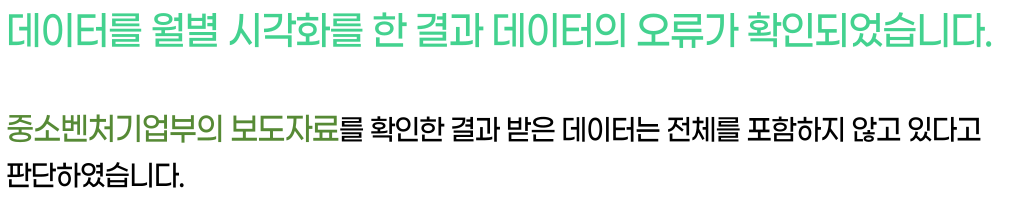 데이터를 월별 시각화를 한 결과 데이터의 오류가 확인되었습니다.
중소벤처기업부의 보도자료를 확인한 결과 받은 데이터는 전체를 포함하지 않고 있다고
판단하였습니다.